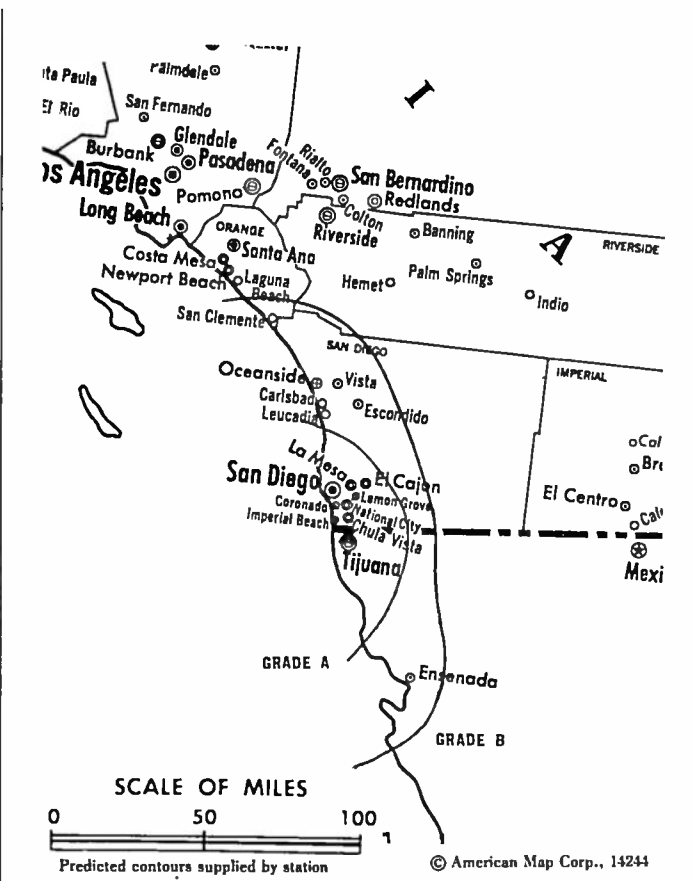 Palmdale
ta Paula
El Rio
San Fernando
I
Burbank
Glendale
Pasadena
os Angeles
Fontana
Rialto
San Bernardino
Pomona
Redlands
Colton
Long Beach
Riverside
ORANGE
Banning
A
RIVERSIDE
Santa Ana
Costa Mesa
Newport Beach
Laguna
Beach
Hemet
Palm Springs
Indio
San Clemente
SAN DIEGO
IMPERIAL
Oceanside
Vista
Carlsbad
Leucadia
Escondido
Cal
Bra
La Mesa
El Cajon
San Diego
Lemon Grove
El Centro
Coronado
National City
Cale
Imperial Beach
Chula Vista
Tijuana
Mexi
GRADE A
Ensenada
GRADE B
SCALE OF MILES
0 50 100
Predicted contours supplied by station
© American Map Corp., 14244